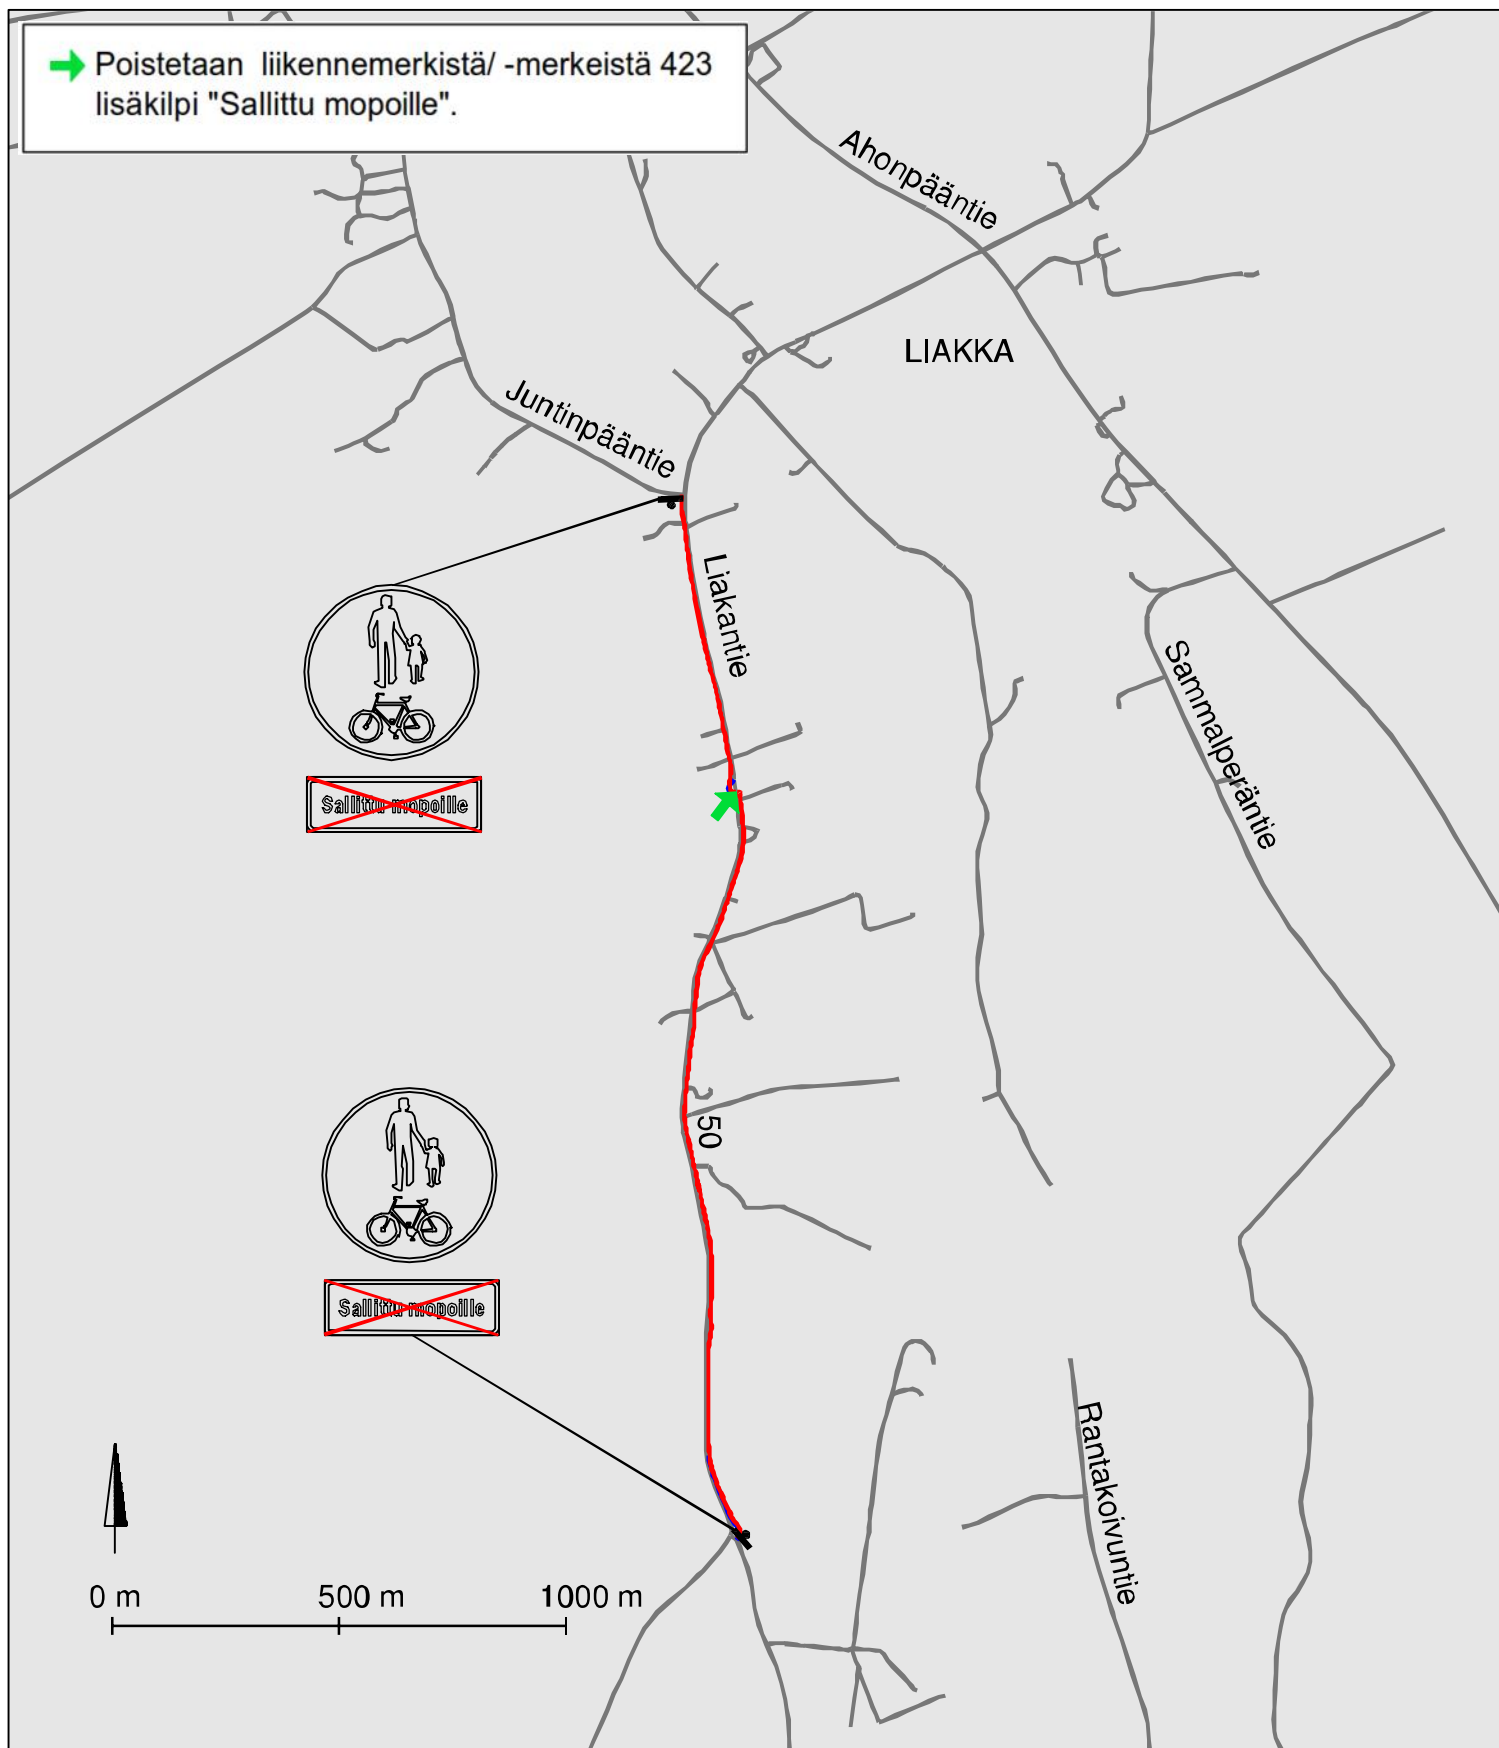 Poistetaan liikennemerkistä/ -merkeistä 423
lisäkilpi "Sallittu mopoille".
Ahonpääntie
LIAKKA
Juntinpääntie
Liakantie
Sammalperäntie
Sallittu mopoille
50
Sallittu mopoille
Rantakoivuntie
0 m 500 m 1000 m